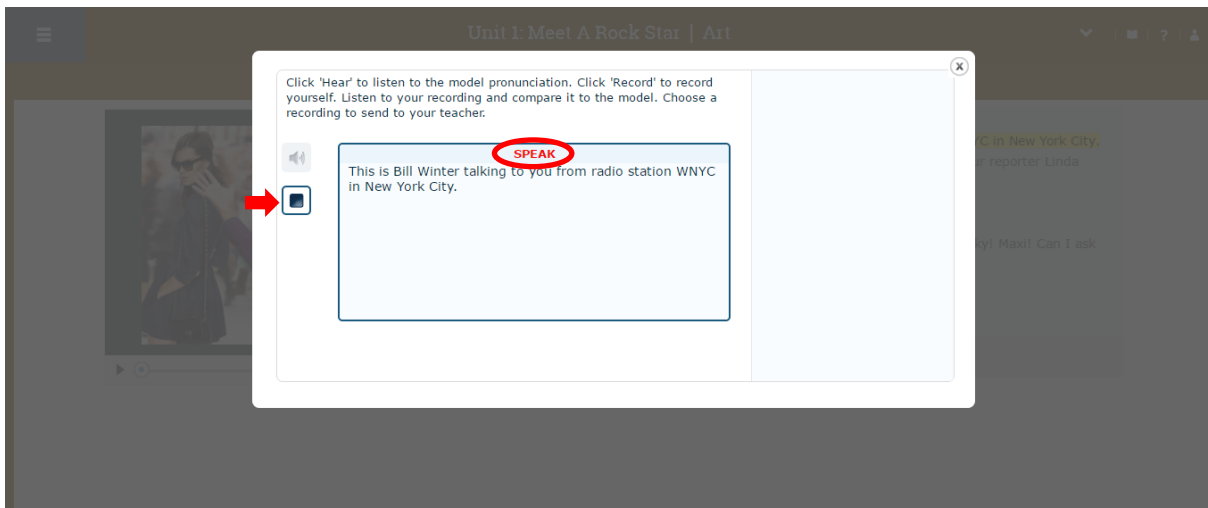 Unit 1: Meet A Rock Star | Art
?
x
Click 'Hear' to listen to the model pronunciation. Click 'Record' to record
yourself. Listen to your recording and compare it to the model. Choose a
recording to send to your teacher.
SPEAK
This is Bill Winter talking to you from radio station WNYC
in New York City.
YC in New York City.
ur reporter Linda
ky! Maxi! Can I ask